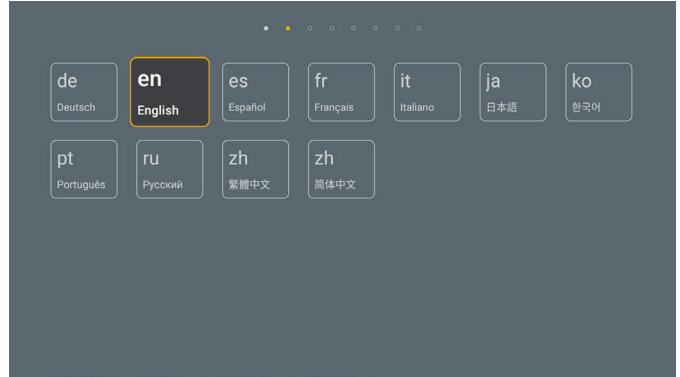 de
Deutsch
en
English
es
Español
fr
Français
it
Italiano
ja
日本語
ko
한국어
pt
Português
ru
Русский
zh
繁體中文
zh
简体中文